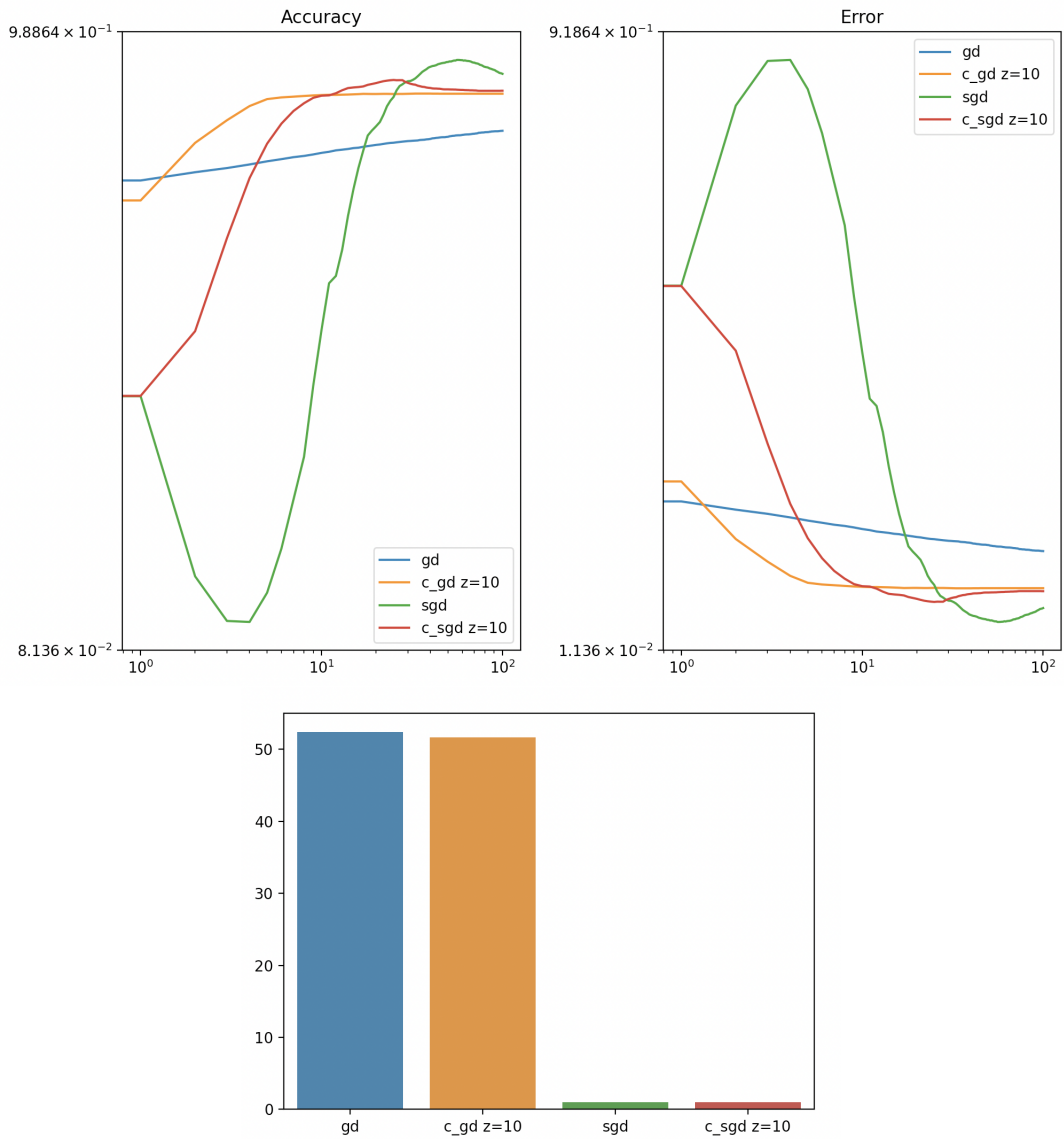 Accuracy
9.8864 × 10⁻¹
8.136 × 10⁻²
10⁰ 10¹ 10²
gd
c_gd z=10
sgd
c_sgd z=10
Error
9.1864 × 10⁻¹
1.136 × 10⁻²
10⁰ 10¹ 10²
gd
c_gd z=10
sgd
c_sgd z=10
50
40
30
20
10
0
gd c_gd z=10 sgd c_sgd z=10